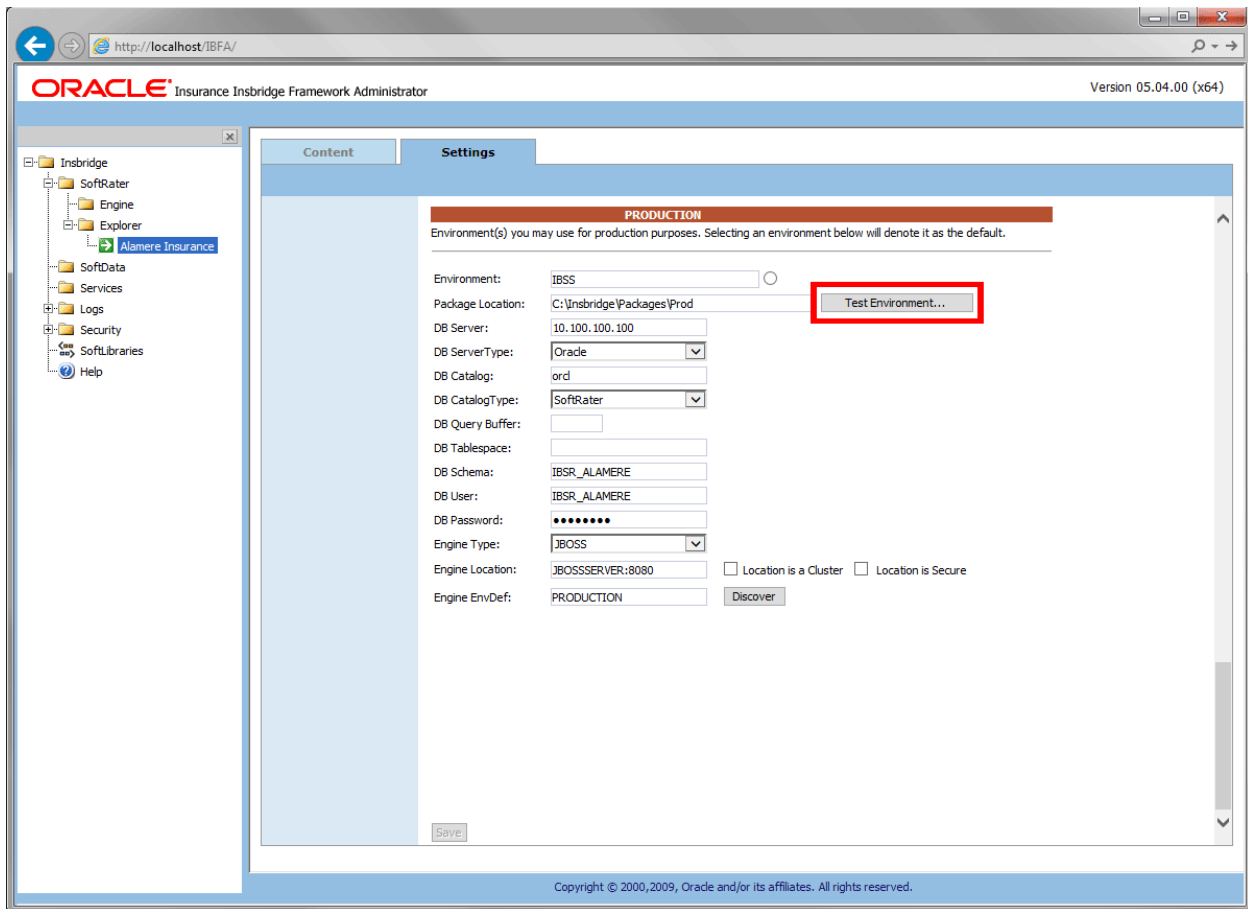 http://localhost/IBFA/
ORACLE Insurance Insbridge Framework Administrator
Version 05.04.00 (x64)
Insbridge
SoftRater
Engine
Explorer
Alamere Insurance
SoftData
Services
Logs
Security
SoftLibraries
Help
Content Settings
PRODUCTION
Environment(s) you may use for production purposes. Selecting an environment below will denote it as the default.
Environment: IBSS
Package Location: C:\Insbridge\Packages\Prod Test Environment...
DB Server: 10.100.100.100
DB ServerType: Oracle
DB Catalog: orcl
DB CatalogType: SoftRater
DB Query Buffer:
DB Tablespace:
DB Schema: IBSR_ALAMERE
DB User: IBSR_ALAMERE
DB Password: ••••••••
Engine Type: JBOSS
Engine Location: JBOSSSERVER:8080 Location is a Cluster Location is Secure
Engine EnvDef: PRODUCTION Discover
Save
Copyright © 2000,2009, Oracle and/or its affiliates. All rights reserved.